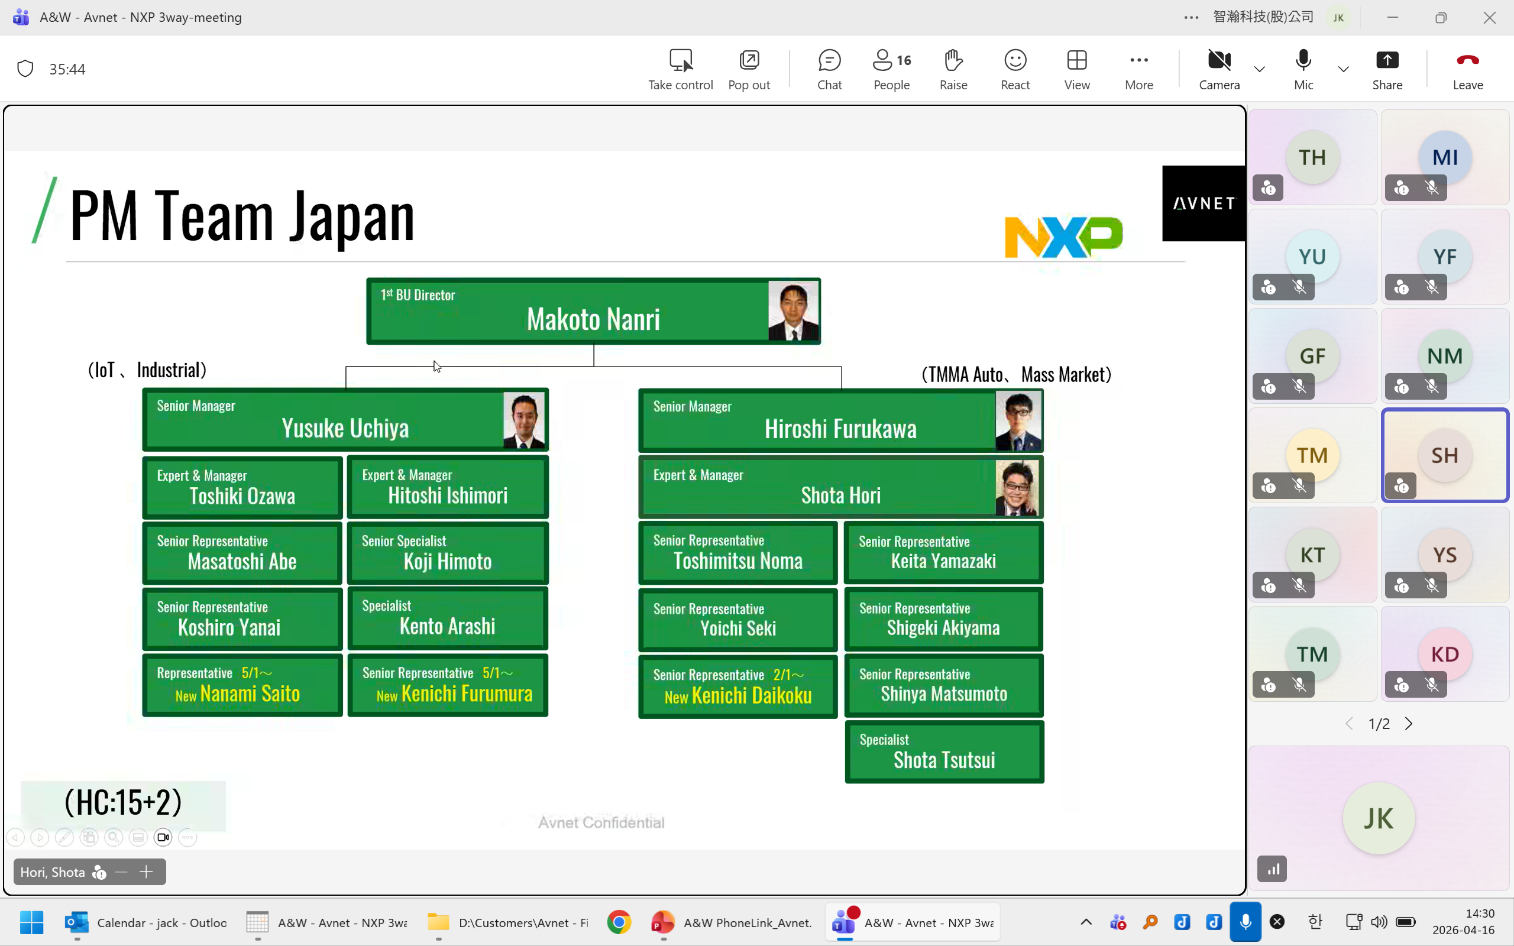 A&W - Avnet - NXP 3way-meeting
智瀚科技(股)公司
JK
35:44
Take control
Pop out
Chat
16
People
Raise
React
View
More
Camera
Mic
Share
Leave
PM Team Japan
NXP
AVNET
1st BU Director
Makoto Nanri
（IoT 、 Industrial）
（TMMA Auto、 Mass Market）
Senior Manager
Yusuke Uchiya
Expert & Manager
Toshiki Ozawa
Expert & Manager
Hitoshi Ishimori
Senior Representative
Masatoshi Abe
Senior Specialist
Koji Himoto
Senior Representative
Koshiro Yanai
Specialist
Kento Arashi
Representative 5/1～
New Nanami Saito
Senior Representative 5/1～
New Kenichi Furumura
Senior Manager
Hiroshi Furukawa
Expert & Manager
Shota Hori
Senior Representative
Toshimitsu Noma
Senior Representative
Keita Yamazaki
Senior Representative
Yoichi Seki
Senior Representative
Shigeki Akiyama
Senior Representative 2/1～
New Kenichi Daikoku
Senior Representative
Shinya Matsumoto
Specialist
Shota Tsutsui
（HC:15+2）
Avnet Confidential
Hori, Shota
TH
MI
YU
YF
GF
NM
TM
SH
KT
YS
TM
KD
1/2
JK
Calendar - jack - Outloc
A&W - Avnet - NXP 3wa
D:\Customers\Avnet - Fi
A&W PhoneLink_Avnet.
A&W - Avnet - NXP 3wa
한
14:30
2026-04-16